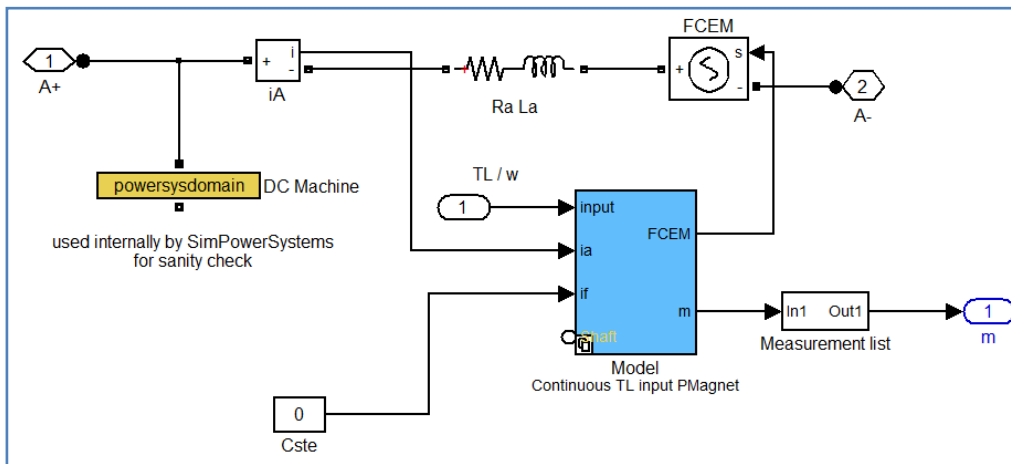 FCEM
1
A+
+
i
-
iA
Ra La
+
s
-
2
A-
powersysdomain
DC Machine
used internally by SimPowerSystems
for sanity check
TL / w
1
input
FCEM
ia
if
m
Shaft
Model
Continuous TL input PMagnet
In1
Out1
Measurement list
1
m
0
Cste